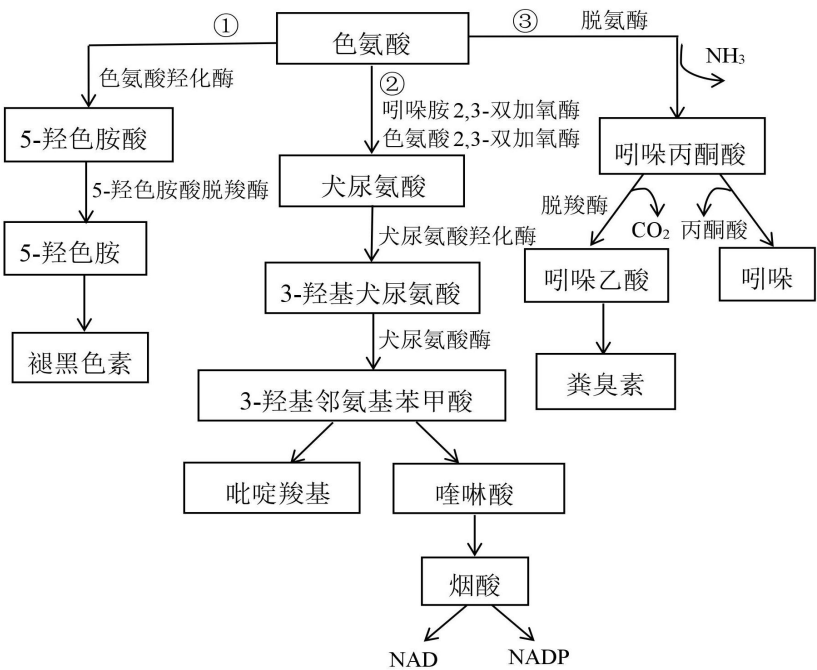 ①
色氨酸
③
脱氨酶
NH3
色氨酸羟化酶
②
吲哚胺2,3-双加氧酶
色氨酸2,3-双加氧酶
5-羟色胺酸
吲哚丙酮酸
5-羟色胺酸脱羧酶
犬尿氨酸
脱羧酶
CO2
丙酮酸
5-羟色胺
犬尿氨酸羟化酶
吲哚乙酸
吲哚
3-羟基犬尿氨酸
褪黑色素
犬尿氨酸酶
粪臭素
3-羟基邻氨基苯甲酸
吡啶羧基
喹啉酸
烟酸
NAD
NADP